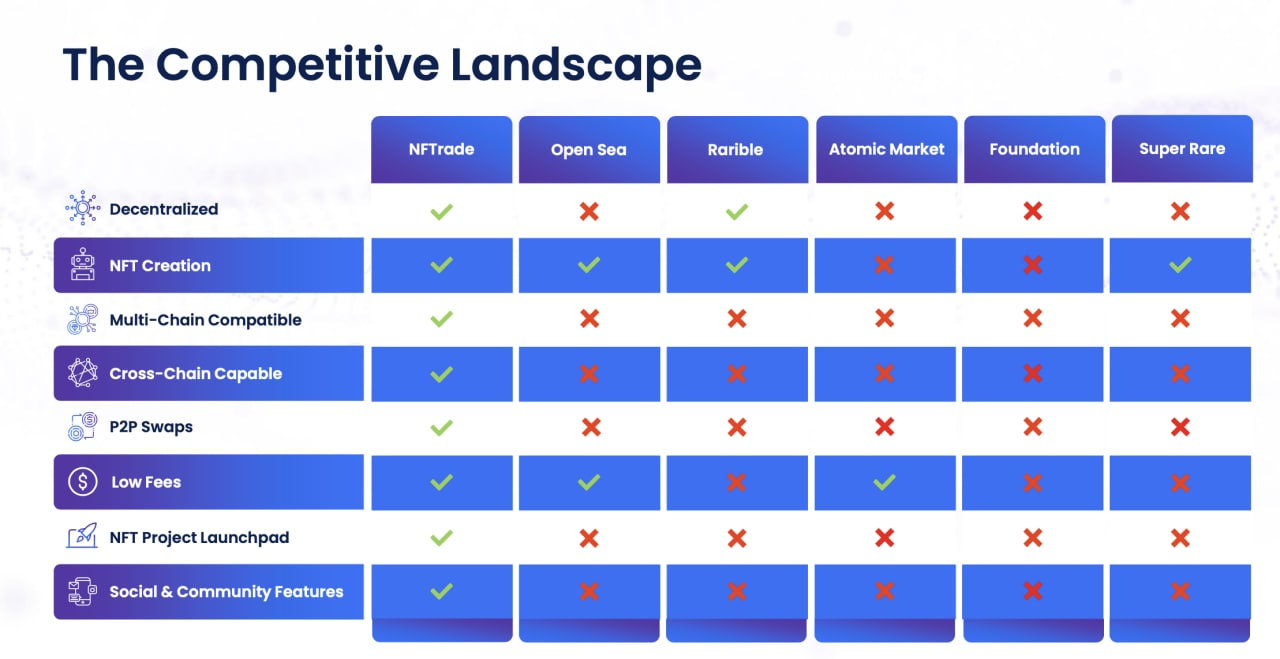 The Competitive Landscape
NFTrade Open Sea Rarible Atomic Market Foundation Super Rare
Decentralized
NFT Creation
Multi-Chain Compatible
Cross-Chain Capable
P2P Swaps
Low Fees
NFT Project Launchpad
Social & Community Features